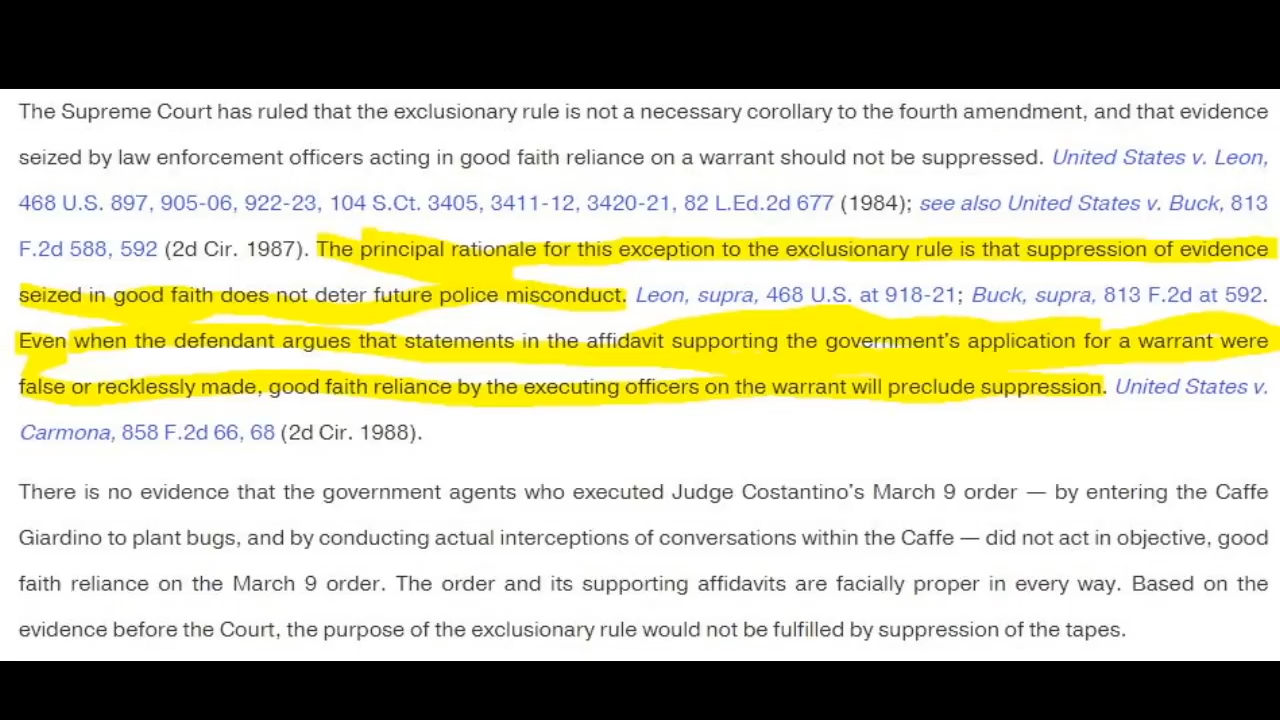 The Supreme Court has ruled that the exclusionary rule is not a necessary corollary to the fourth amendment, and that evidence
seized by law enforcement officers acting in good faith reliance on a warrant should not be suppressed. United States v. Leon,
468 U.S. 897, 905-06, 922-23, 104 S.Ct. 3405, 3411-12, 3420-21, 82 L.Ed.2d 677 (1984); see also United States v. Buck, 813
F.2d 588, 592 (2d Cir. 1987). The principal rationale for this exception to the exclusionary rule is that suppression of evidence
seized in good faith does not deter future police misconduct. Leon, supra, 468 U.S. at 918-21; Buck, supra, 813 F.2d at 592.
Even when the defendant argues that statements in the affidavit supporting the government's application for a warrant were
false or recklessly made, good faith reliance by the executing officers on the warrant will preclude suppression. United States v.
Carmona, 858 F.2d 66, 68 (2d Cir. 1988).
There is no evidence that the government agents who executed Judge Costantino's March 9 order — by entering the Caffe
Giardino to plant bugs, and by conducting actual interceptions of conversations within the Caffe — did not act in objective, good
faith reliance on the March 9 order. The order and its supporting affidavits are facially proper in every way. Based on the
evidence before the Court, the purpose of the exclusionary rule would not be fulfilled by suppression of the tapes.